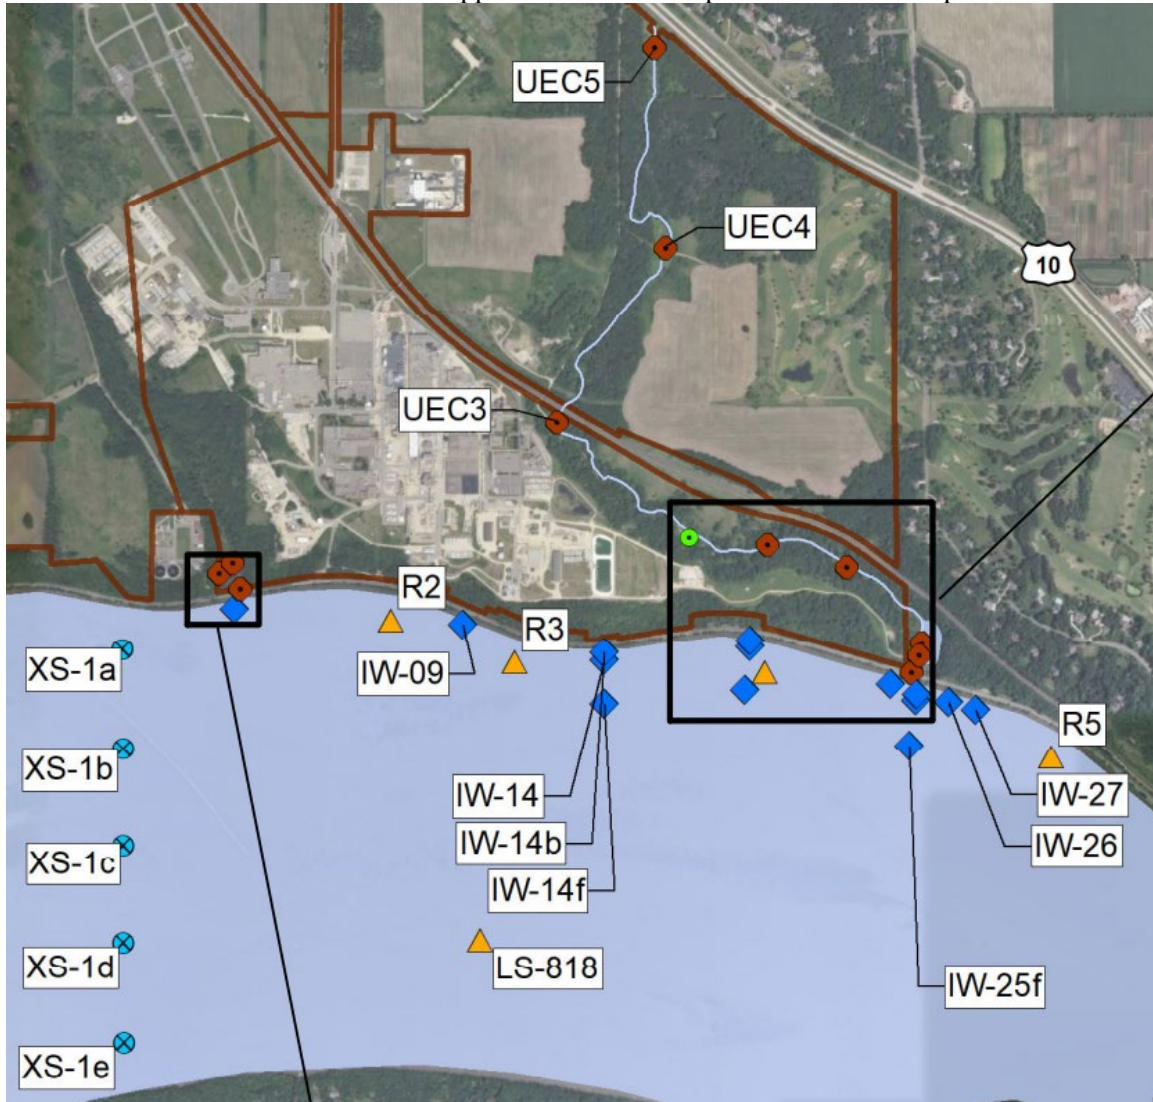 UEC5
UEC4
10
UEC3
R2
R3
XS-1a
IW-09
R5
XS-1b
IW-14
IW-27
IW-14b
IW-26
XS-1c
IW-14f
XS-1d
LS-818
IW-25f
XS-1e